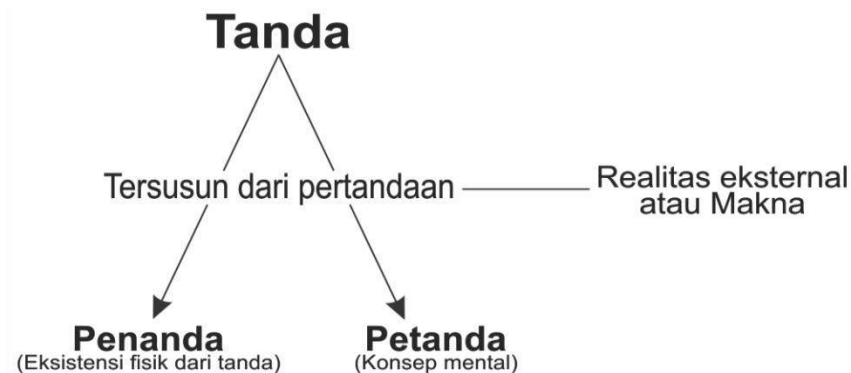 Tanda
Tersusun dari pertandaan
Realitas eksternal
atau Makna
Penanda
(Eksistensi fisik dari tanda)
Petanda
(Konsep mental)